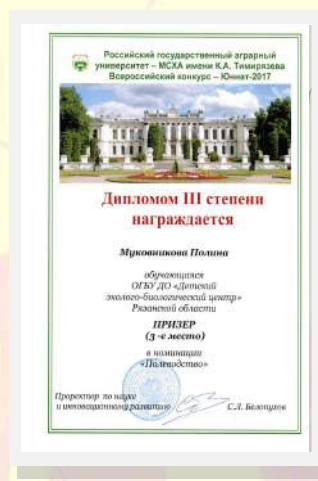 Российский государственный аграрный
университет – МСХА имени К.А. Тимирязева
Всероссийский конкурс – Юннат-2017
Дипломом III степени
награждается
Муковникова Полина
обучающаяся
ОГБУ ДО «Детский
эколого-биологический центр»
Рязанской области
ПРИЗЕР
(3 -е место)
в номинации
«Полеводство»
Проректор по науке
и инновационному развитию
С.Л. Белопухов